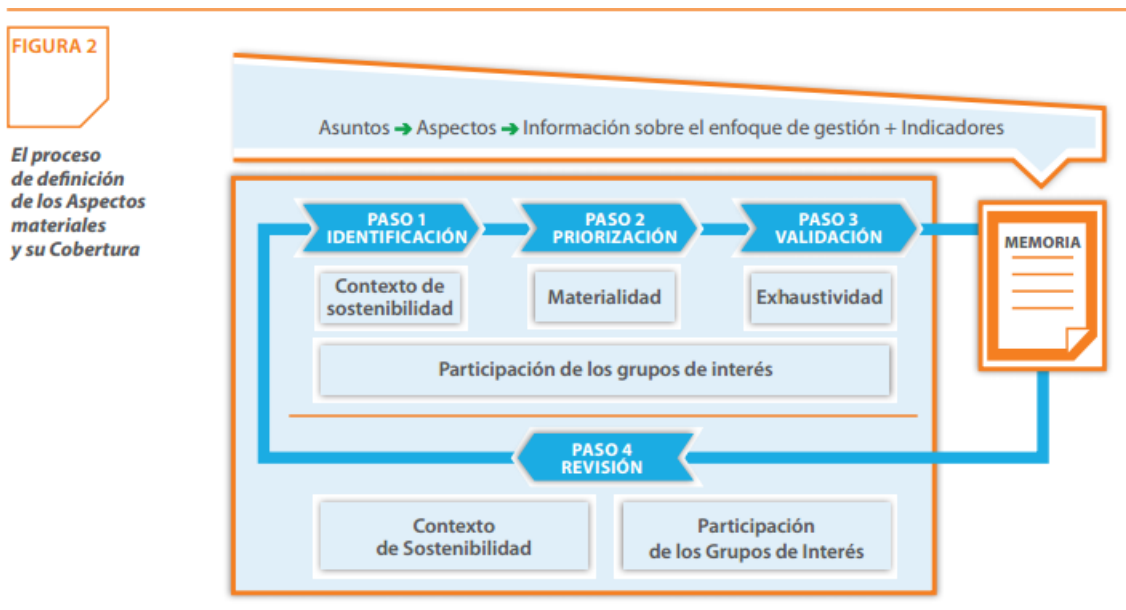 FIGURA 2
El proceso
de definición
de los Aspectos
materiales
y su Cobertura
Asuntos ➔ Aspectos ➔ Información sobre el enfoque de gestión + Indicadores
PASO 1
IDENTIFICACIÓN
PASO 2
PRIORIZACIÓN
PASO 3
VALIDACIÓN
MEMORIA
Contexto de
sostenibilidad
Materialidad
Exhaustividad
Participación de los grupos de interés
PASO 4
REVISIÓN
Contexto
de Sostenibilidad
Participación
de los Grupos de Interés